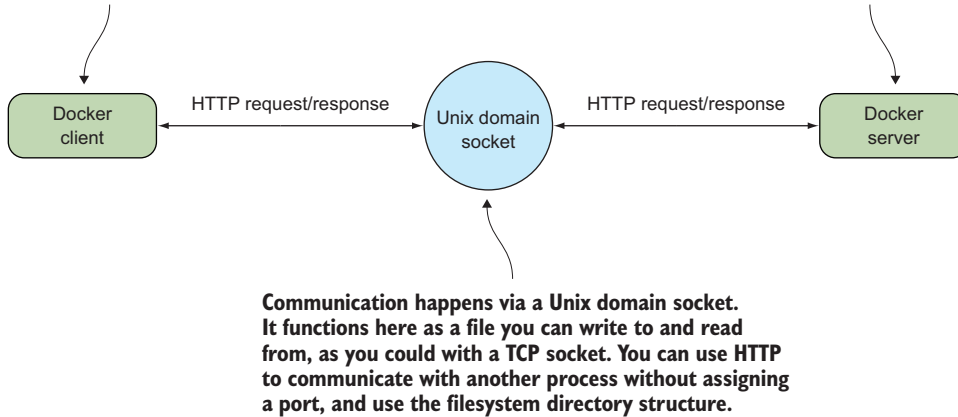 Docker
client
HTTP request/response
Unix domain
socket
HTTP request/response
Docker
server
Communication happens via a Unix domain socket.
It functions here as a file you can write to and read
from, as you could with a TCP socket. You can use HTTP
to communicate with another process without assigning
a port, and use the filesystem directory structure.